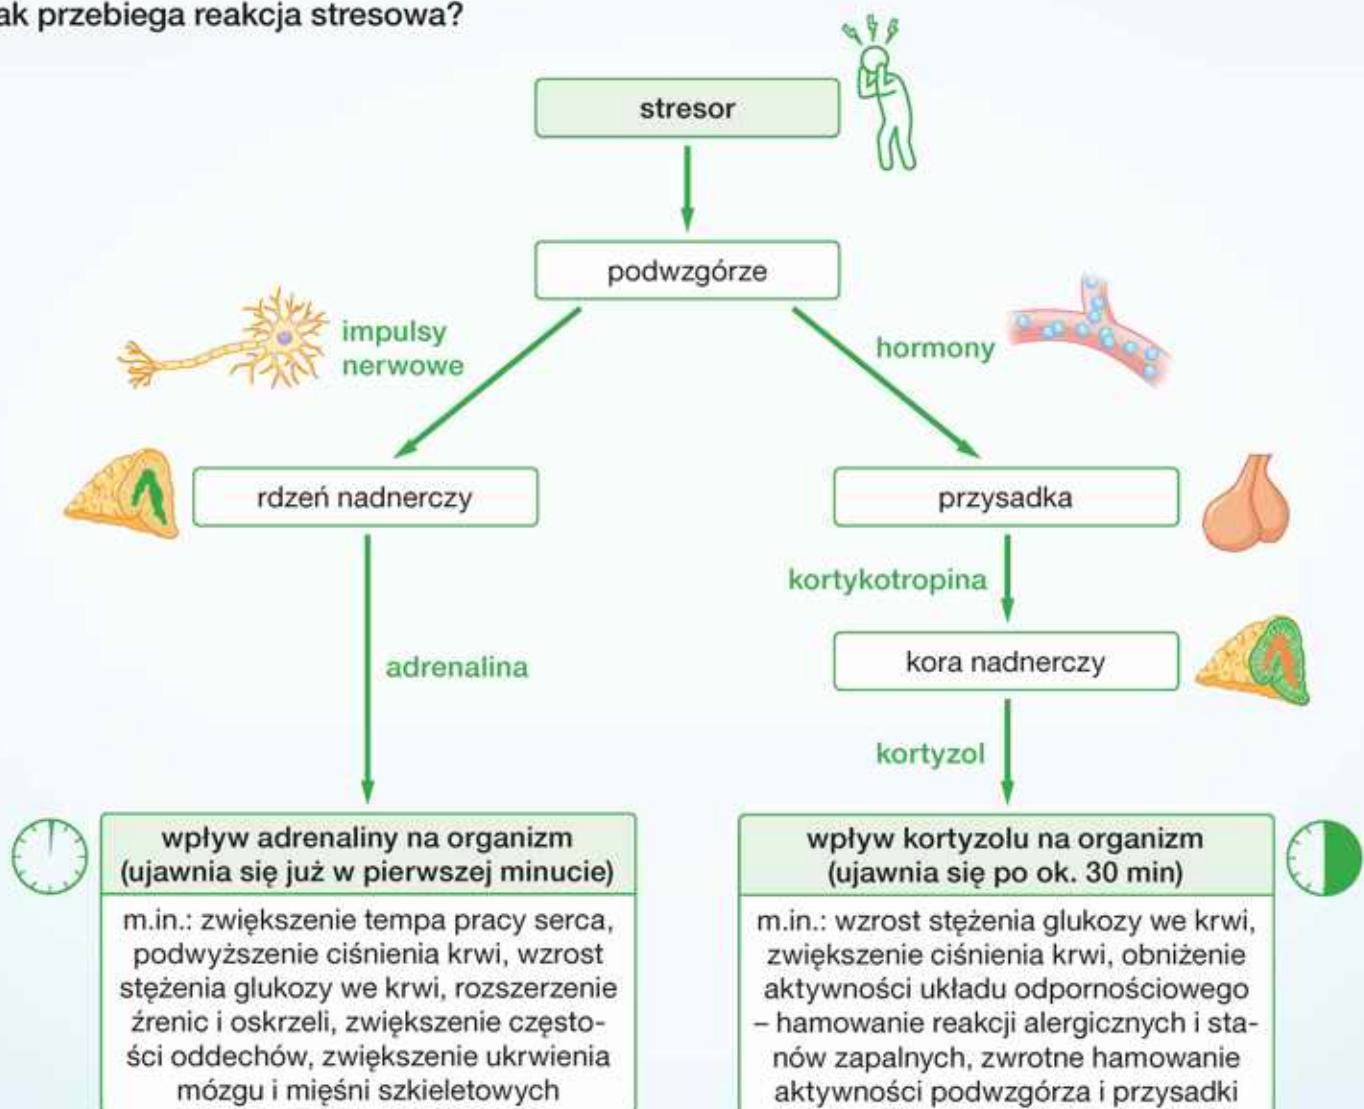 ak przebiega reakcja stresowa?
stresor
podwzgórze
impulsy
nerwowe
hormony
rdzeń nadnerczy
przysadka
kortykotropina
kora nadnerczy
adrenalina
kortyzol
wpływ adrenaliny na organizm
(ujawnia się już w pierwszej minucie)
m.in.: zwiększenie tempa pracy serca,
podwyższenie ciśnienia krwi, wzrost
stężenia glukozy we krwi, rozszerzenie
źrenic i oskrzeli, zwiększenie często-
ści oddechów, zwiększenie ukrwienia
mózgu i mięśni szkieletowych
wpływ kortyzolu na organizm
(ujawnia się po ok. 30 min)
m.in.: wzrost stężenia glukozy we krwi,
zwiększenie ciśnienia krwi, obniżenie
aktywności układu odpornościowego
– hamowanie reakcji alergicznych i sta-
nów zapalnych, zwrotne hamowanie
aktywności podwzgórza i przysadki